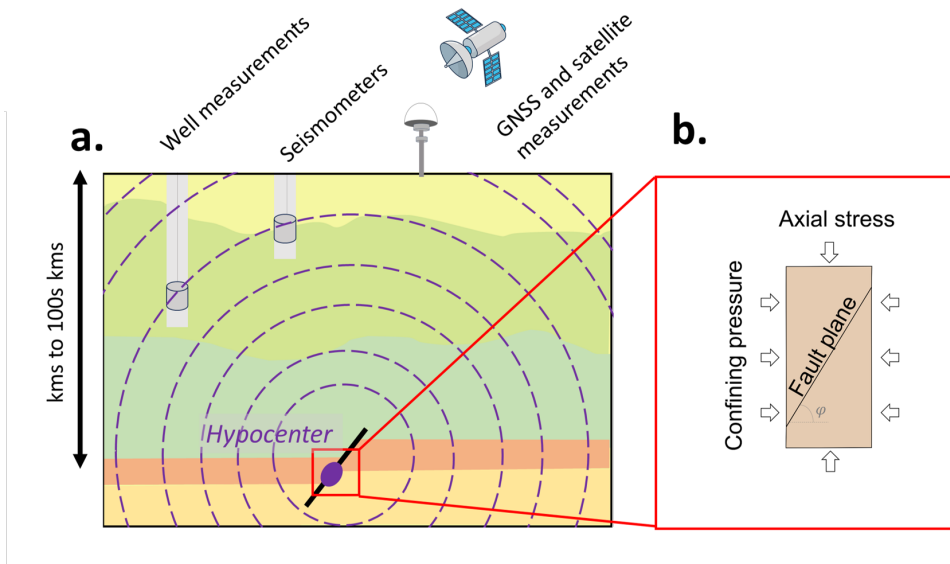 a.
Well measurements
Seismometers
GNSS and satellite
measurements
b.
kms to 100s kms
Hypocenter
Axial stress
Confining pressure
Fault plane
φ